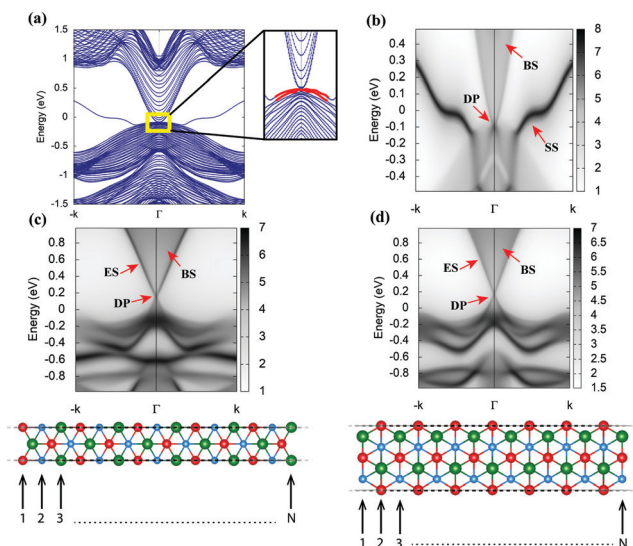 (a)
1.5
1
0.5
0
-0.5
-1
-1.5
Energy (eV)
-k
Γ
k
(b)
0.4
0.3
0.2
0.1
0
-0.1
-0.2
-0.3
-0.4
Energy (eV)
BS
DP
SS
8
7
6
5
4
3
2
1
-k
Γ
k
(c)
0.8
0.6
0.4
0.2
0
-0.2
-0.4
-0.6
-0.8
Energy (eV)
ES
BS
DP
7
6
5
4
3
2
1
-k
Γ
k
(d)
0.8
0.6
0.4
0.2
0
-0.2
-0.4
-0.6
-0.8
Energy (eV)
ES
BS
DP
7
6.5
6
5.5
5
4.5
4
3.5
3
2.5
2
1.5
-k
Γ
k
1 2 3 N
1 2 3 N